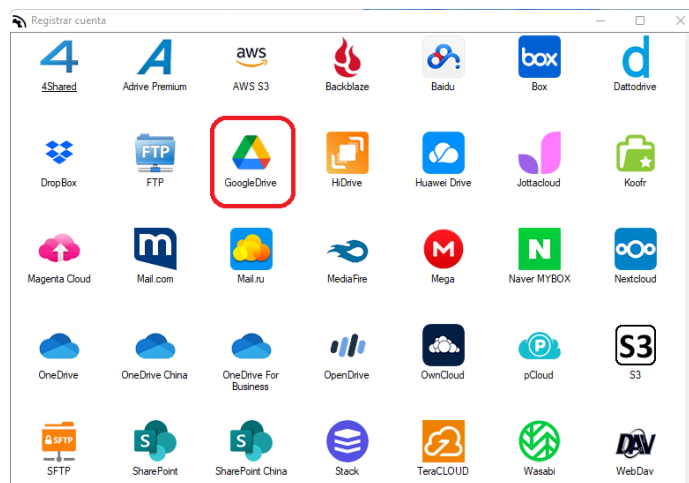 Registrar cuenta
aws
box
4Shared
Adrive Premium
AWS S3
Backblaze
Baidu
Box
Dattodrive
FTP
DropBox
FTP
GoogleDrive
HiDrive
Huawei Drive
Jottacloud
Koofr
m
M
N
Magenta Cloud
Mail.com
Mail.ru
MediaFire
Mega
Naver MYBOX
Nextcloud
P
S3
OneDrive
OneDrive China
OneDrive For
Business
OpenDrive
OwnCloud
pCloud
S3
SFTP
S
S
DAV
SFTP
SharePoint
SharePoint China
Stack
TeraCLOUD
Wasabi
WebDav